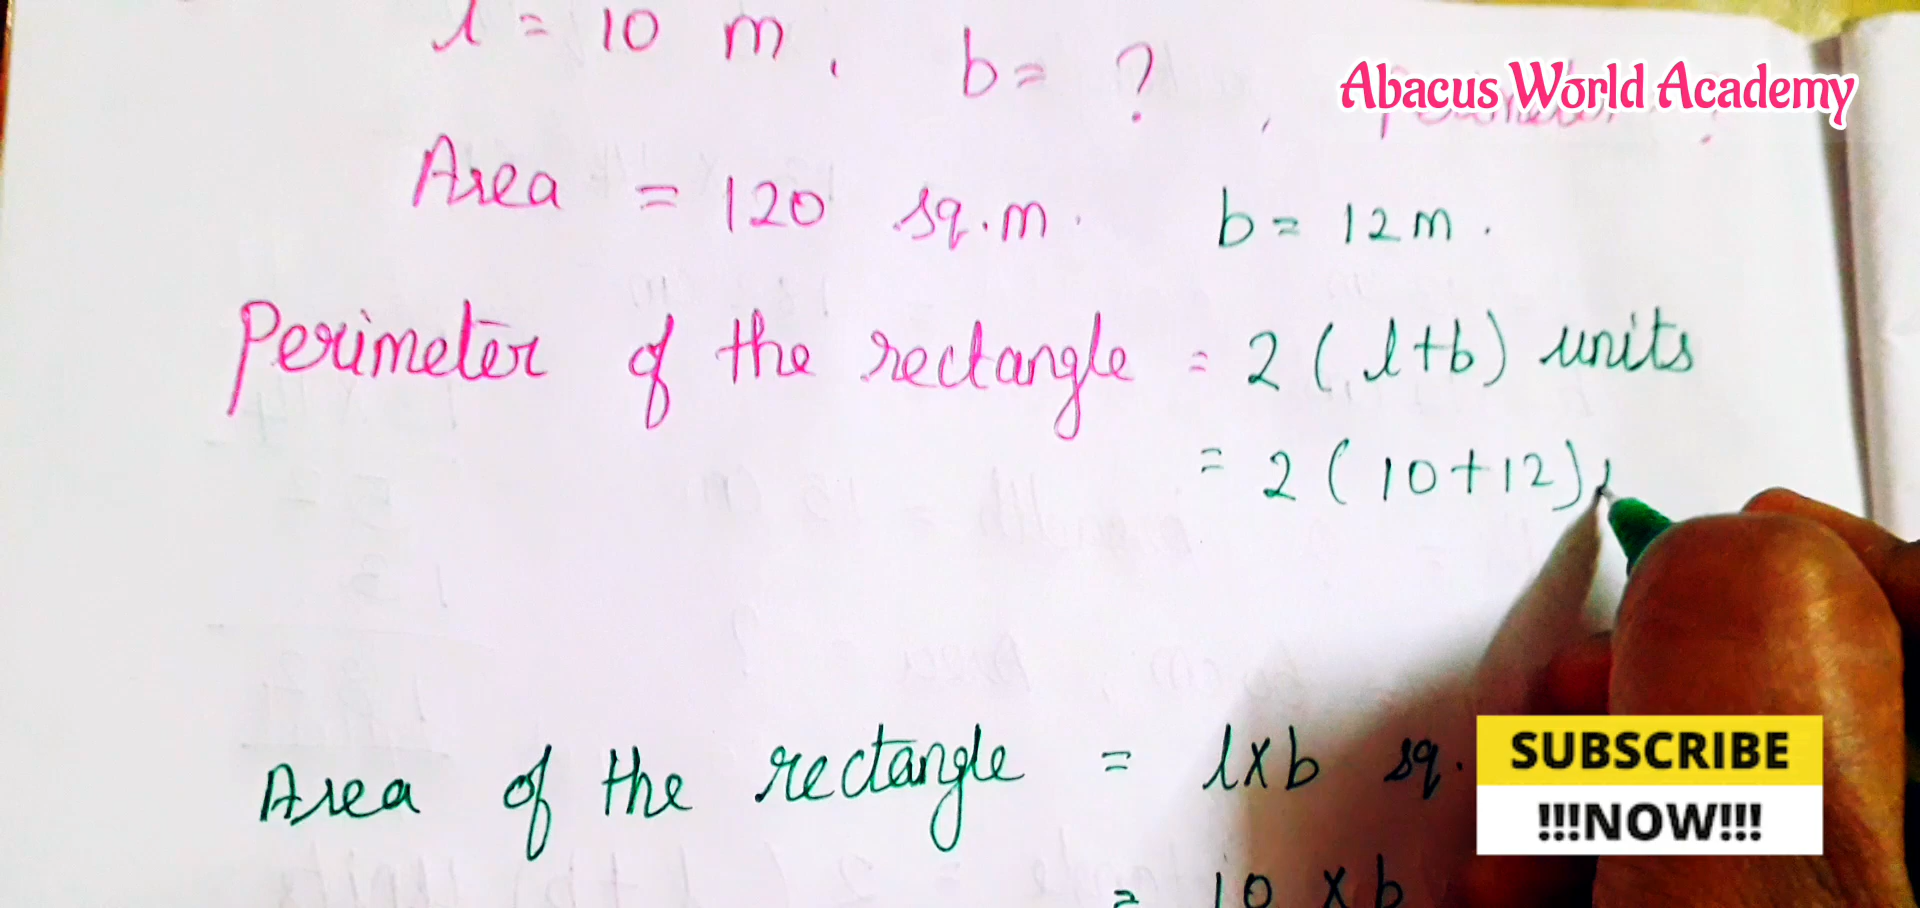 l = 10 m, b = ?,
Abacus World Academy
Area = 120 sq.m. b = 12m.
Perimeter of the rectangle = 2 ( l+b) units
= 2 ( 10+12)
Area of the rectangle = l×b sq.
SUBSCRIBE
!!!NOW!!!
= 10 × b